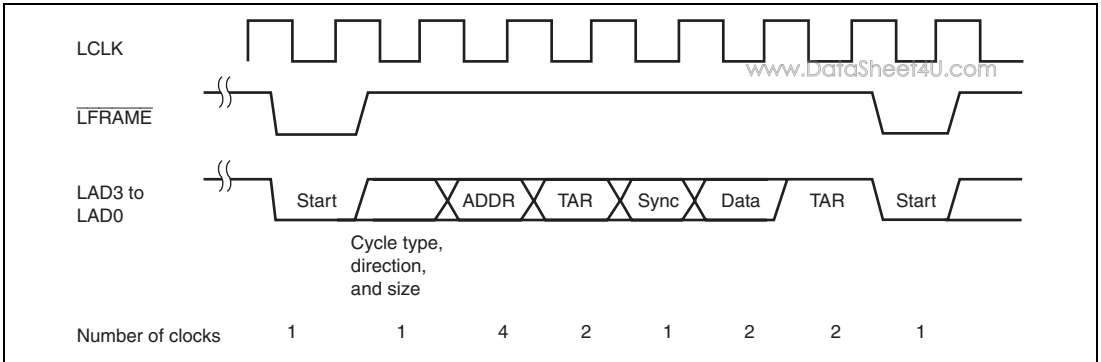 LCLK
www.DataSheet4U.com
LFRAME
LAD3 to
LAD0
Start
ADDR
TAR
Sync
Data
TAR
Start
Cycle type,
direction,
and size
Number of clocks 1 1 4 2 1 2 2 1